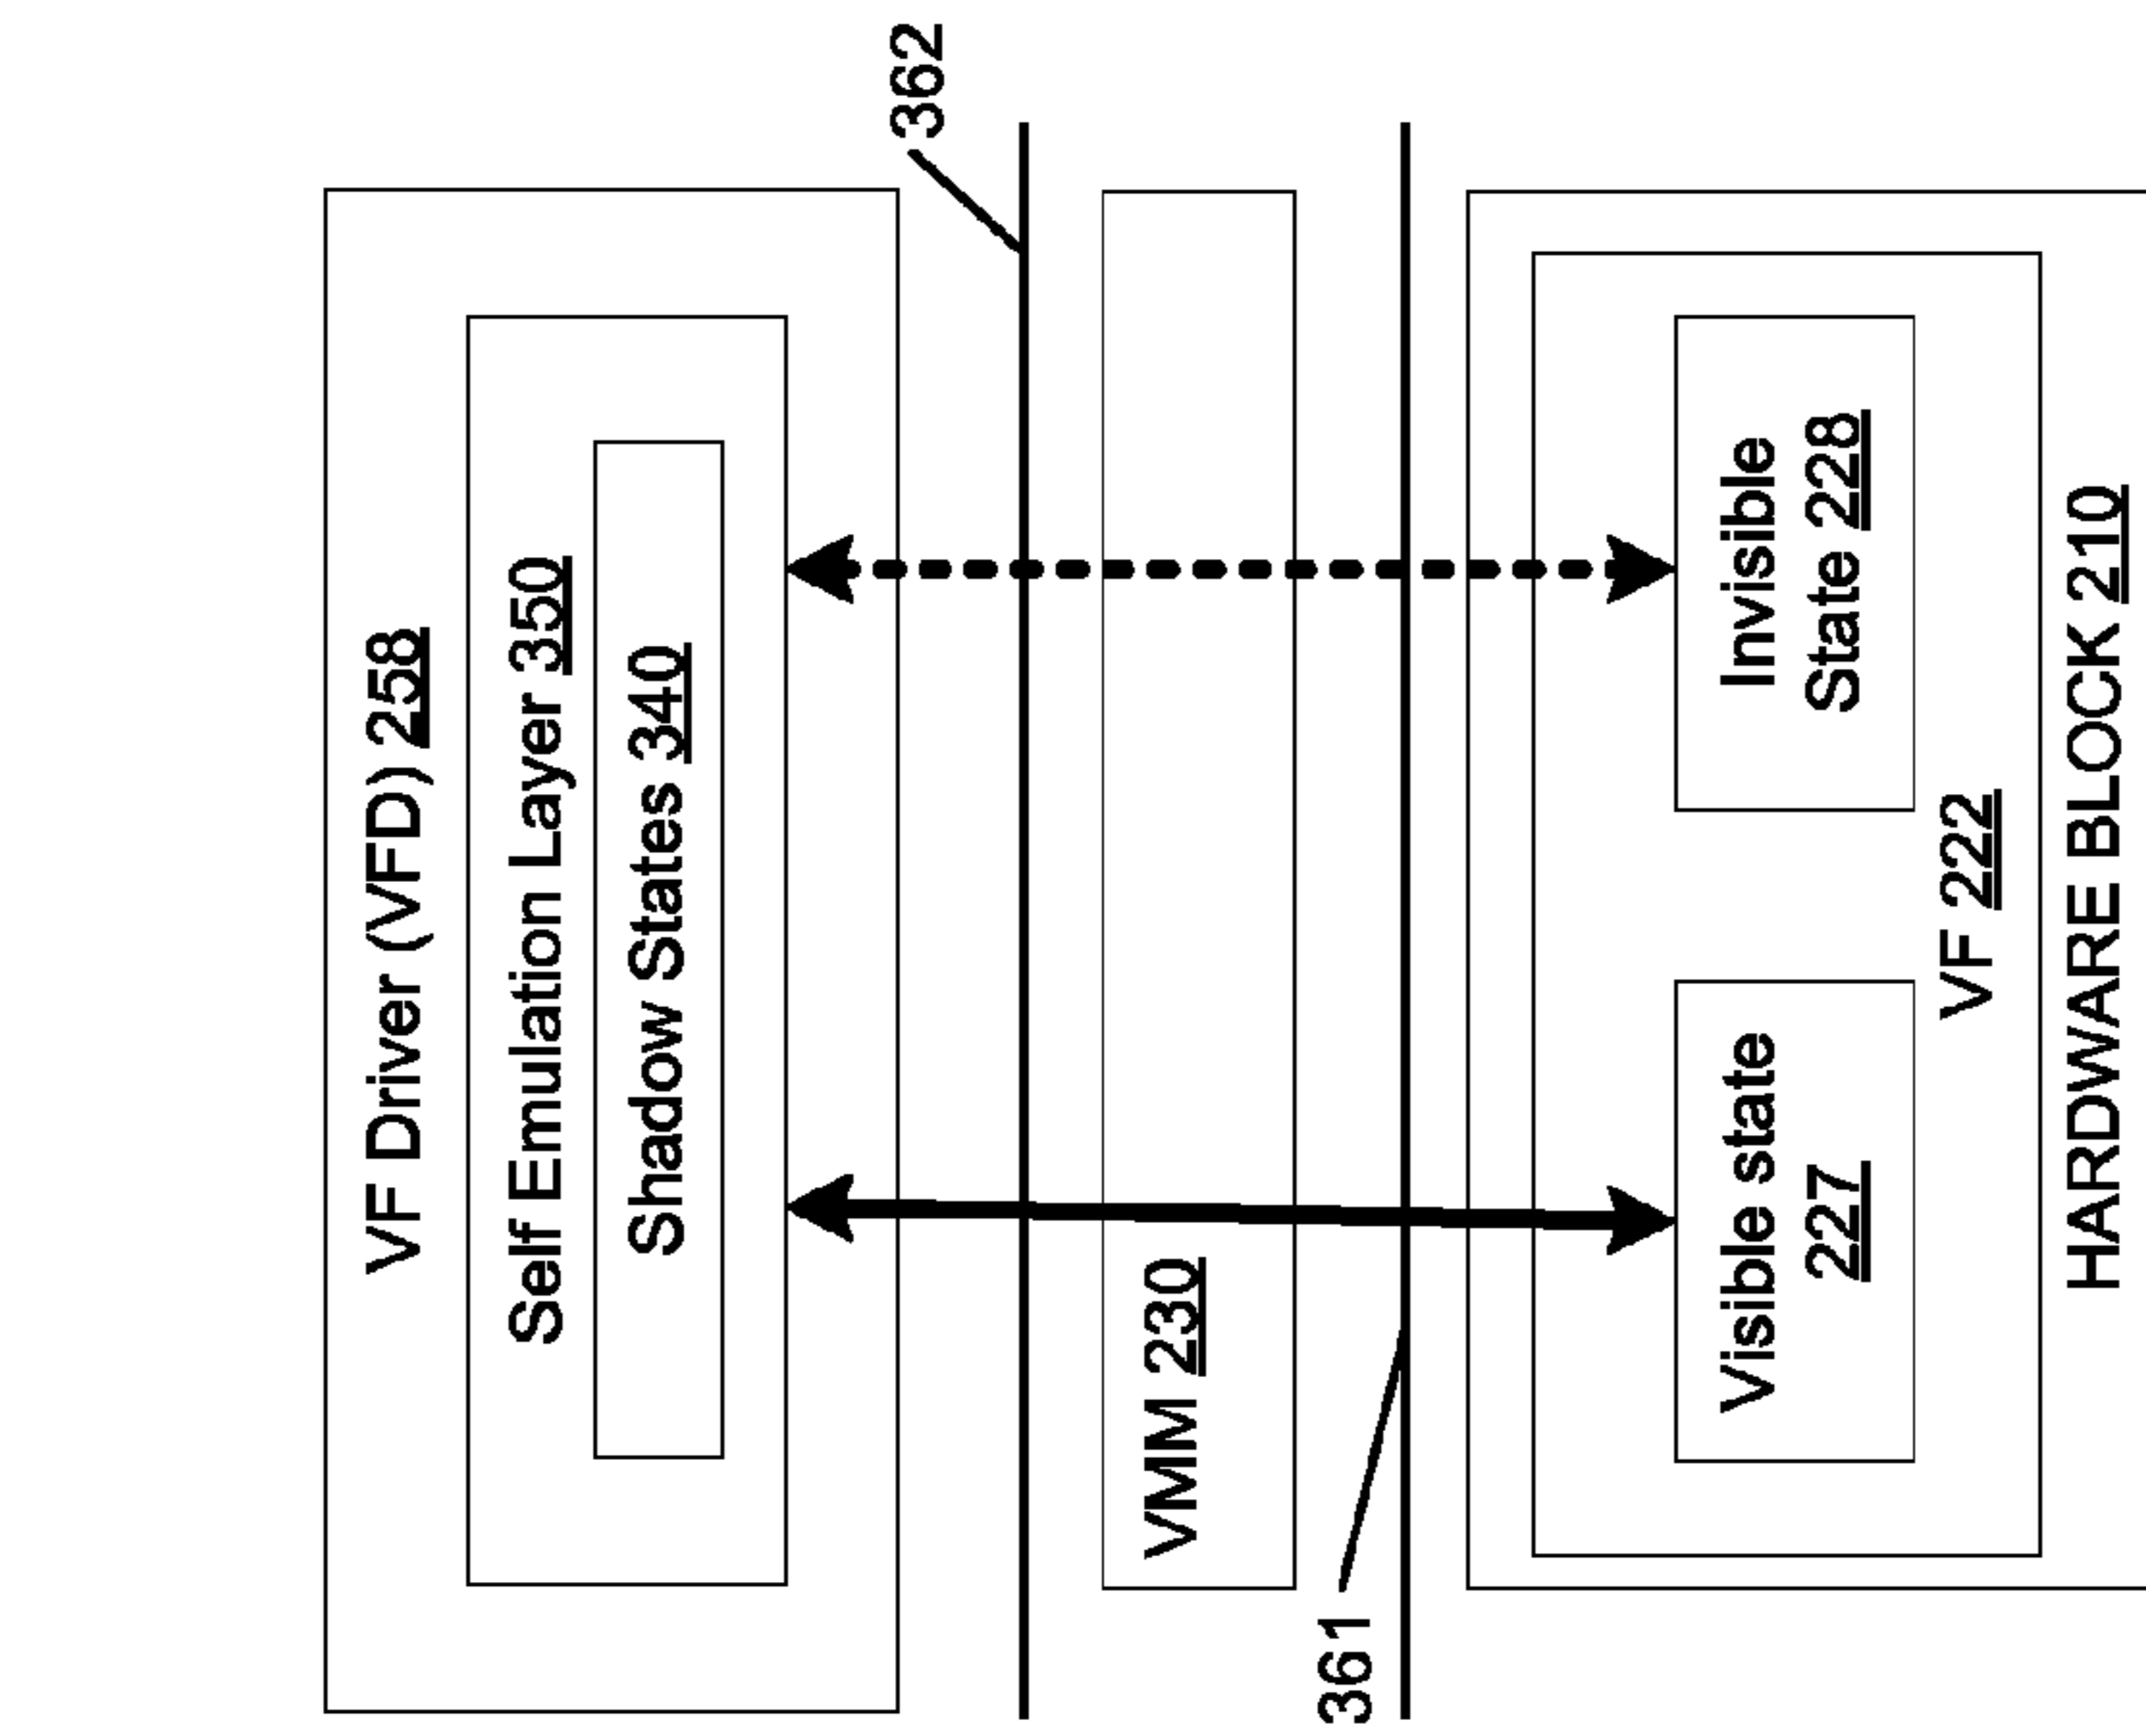 362
VF Driver (VFD) 258
Self Emulation Layer 350
Shadow States 340
VMM 230
361
Visible state
227
Invisible
State 228
VF 222
HARDWARE BLOCK 210